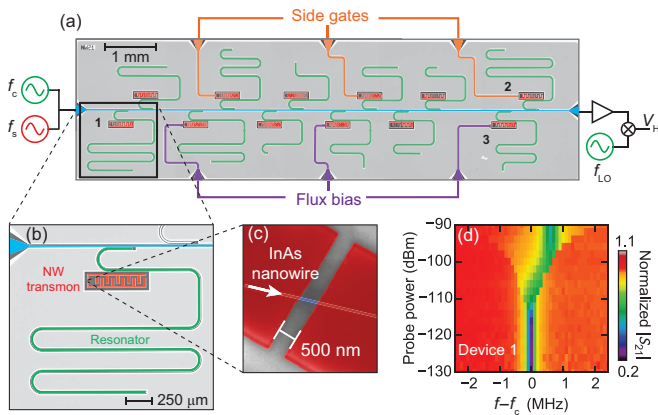 (a)
Side gates
1 mm
f_c
f_s
1
2
3
V_H
f_LO
Flux bias
(b)
NW
transmon
Resonator
250 μm
(c)
InAs
nanowire
500 nm
(d)
Probe power (dBm)
−90
−100
−110
−120
−130
Device 1
−2 −1 0 1 2
f–f_c (MHz)
1.1
Normalized |S_21|
0.2